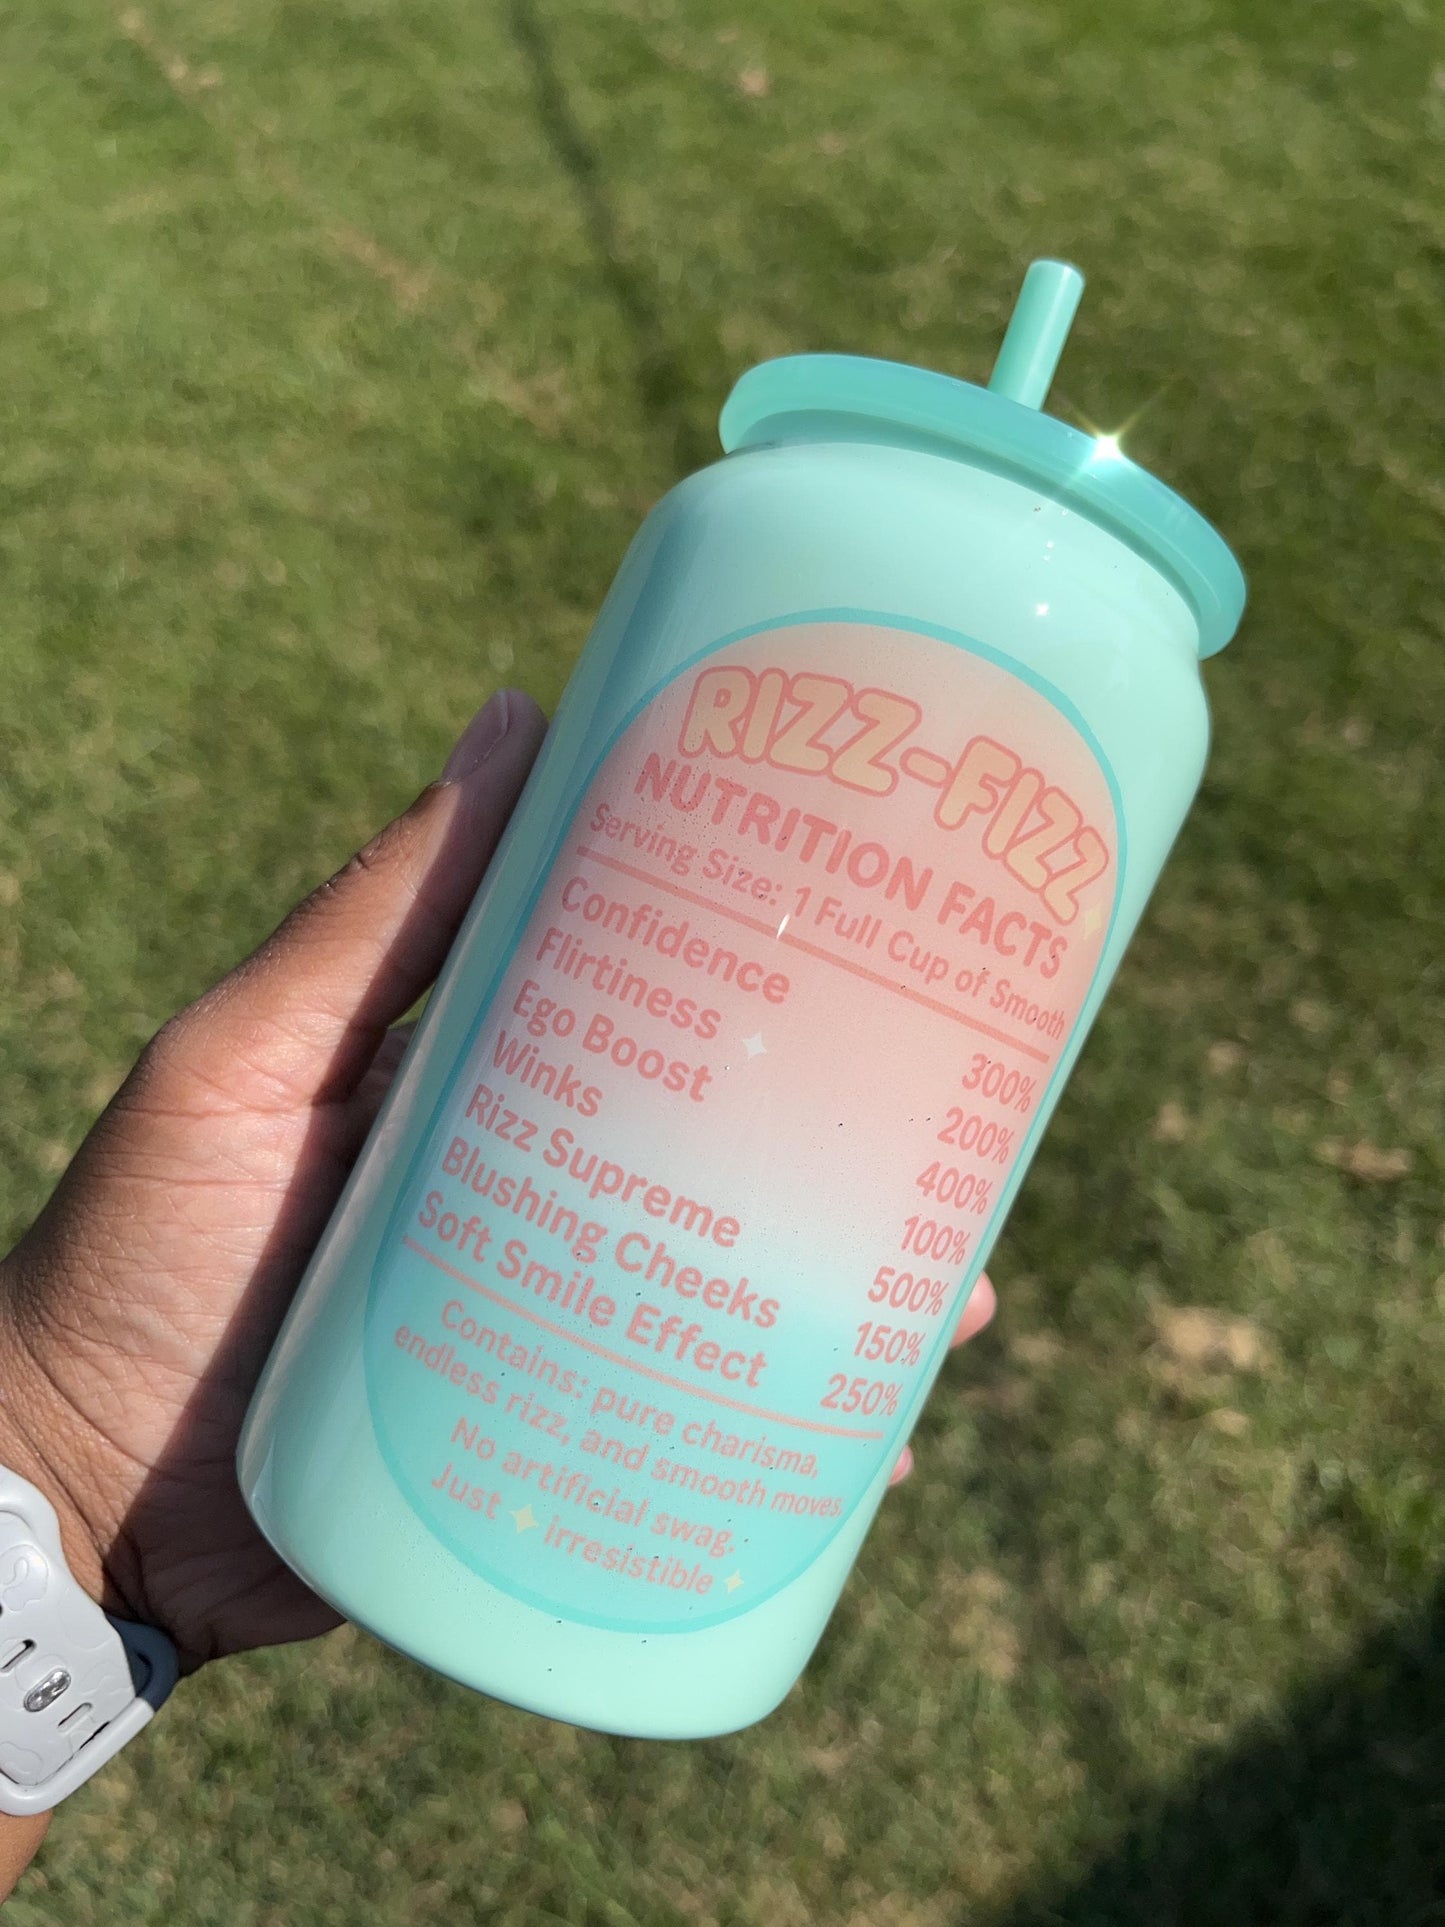 RIZZ-FIZZ
NUTRITION FACTS
Serving Size: 1 Full Cup of Smooth
Confidence 300%
Flirtiness 200%
Ego Boost 400%
Winks 100%
Rizz Supreme 500%
Blushing Cheeks 150%
Soft Smile Effect 250%
Contains: pure charisma,
endless rizz, and smooth moves.
No artificial swag.
Just irresistible